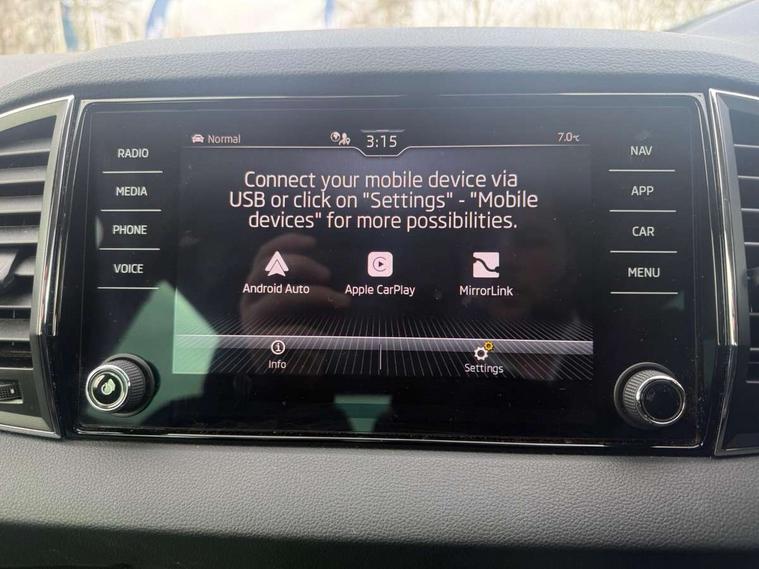 Normal
3:15
7.0°C
RADIO
MEDIA
PHONE
VOICE
Connect your mobile device via
USB or click on "Settings" - "Mobile
devices" for more possibilities.
Android Auto
Apple CarPlay
MirrorLink
Info
Settings
NAV
APP
CAR
MENU